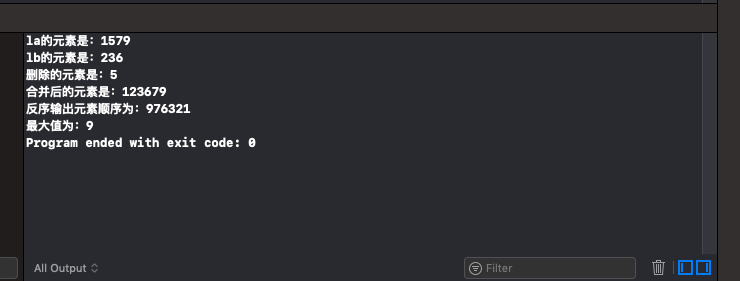 la的元素是：1579
lb的元素是：236
删除的元素是：5
合并后的元素是：123679
反序输出元素顺序为：976321
最大值为：9
Program ended with exit code: 0
All Output
Filter